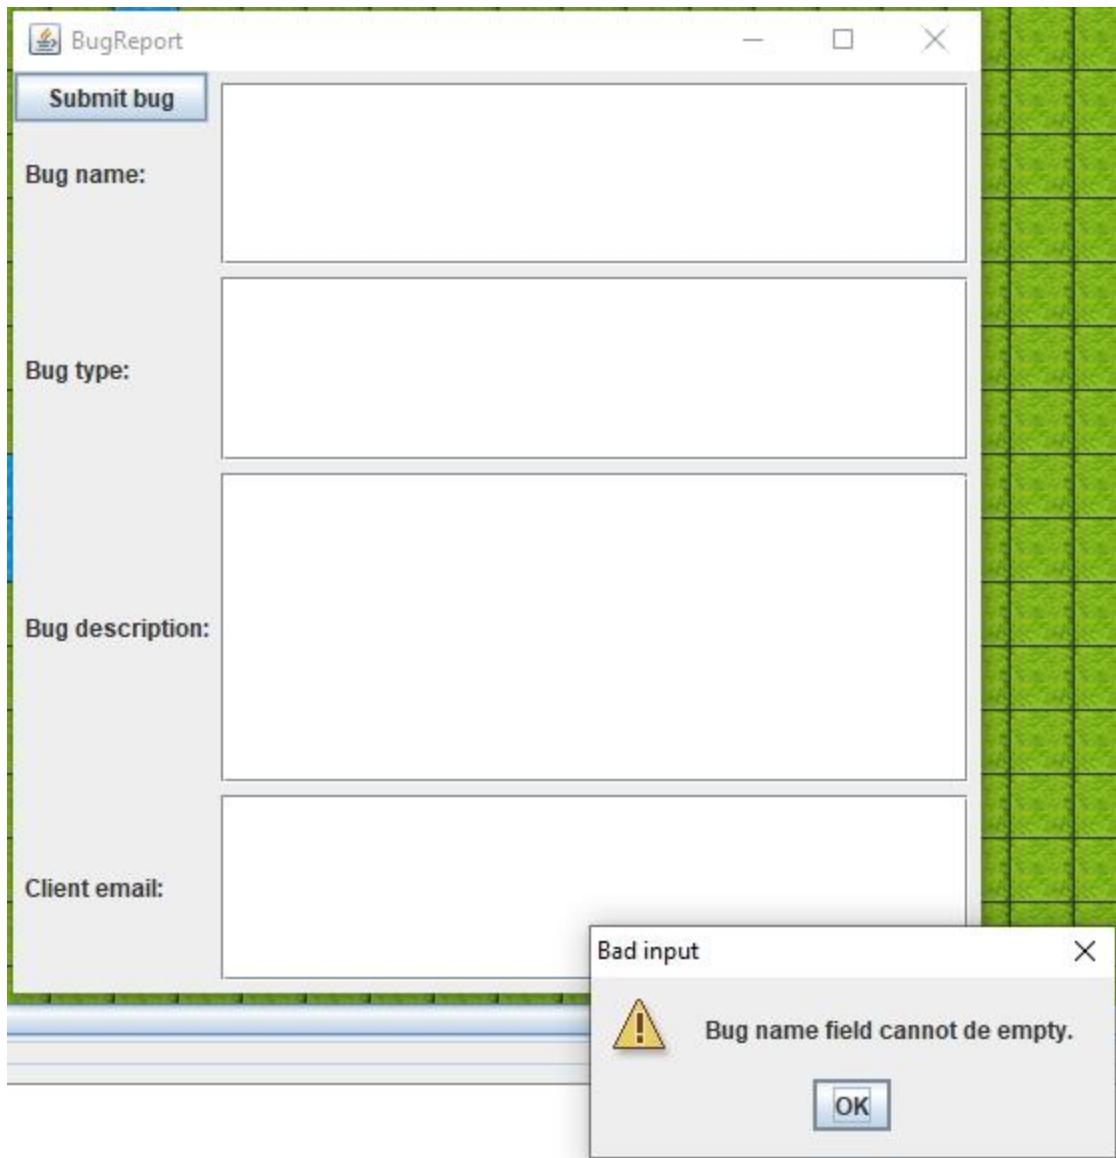 BugReport
Submit bug
Bug name:
Bug type:
Bug description:
Client email:
Bad input
Bug name field cannot de empty.
OK